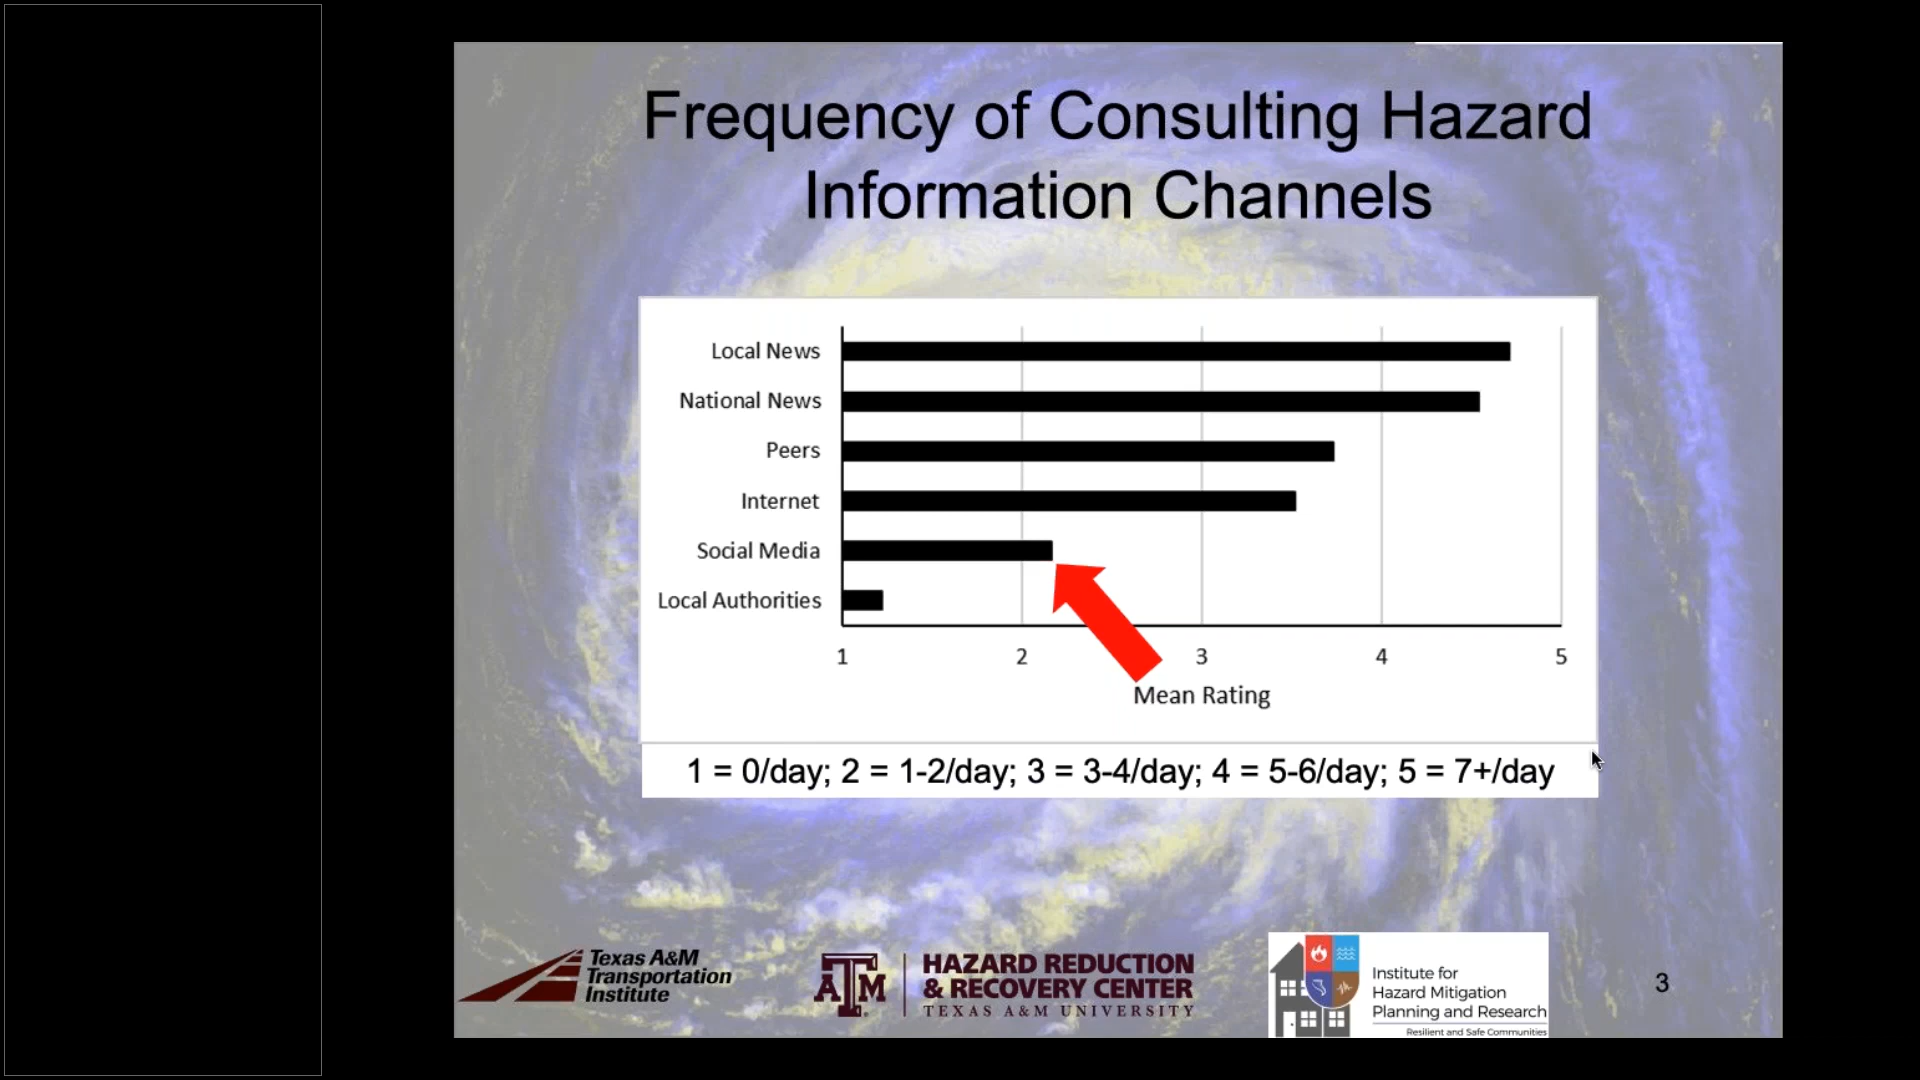 Frequency of Consulting Hazard
Information Channels
Local News
National News
Peers
Internet
Social Media
Local Authorities
1 2 3 4 5
Mean Rating
1 = 0/day; 2 = 1-2/day; 3 = 3-4/day; 4 = 5-6/day; 5 = 7+/day
Texas A&M
Transportation
Institute
ATM
HAZARD REDUCTION
& RECOVERY CENTER
TEXAS A&M UNIVERSITY
Institute for
Hazard Mitigation
Planning and Research
Resilient and Safe Communities
3